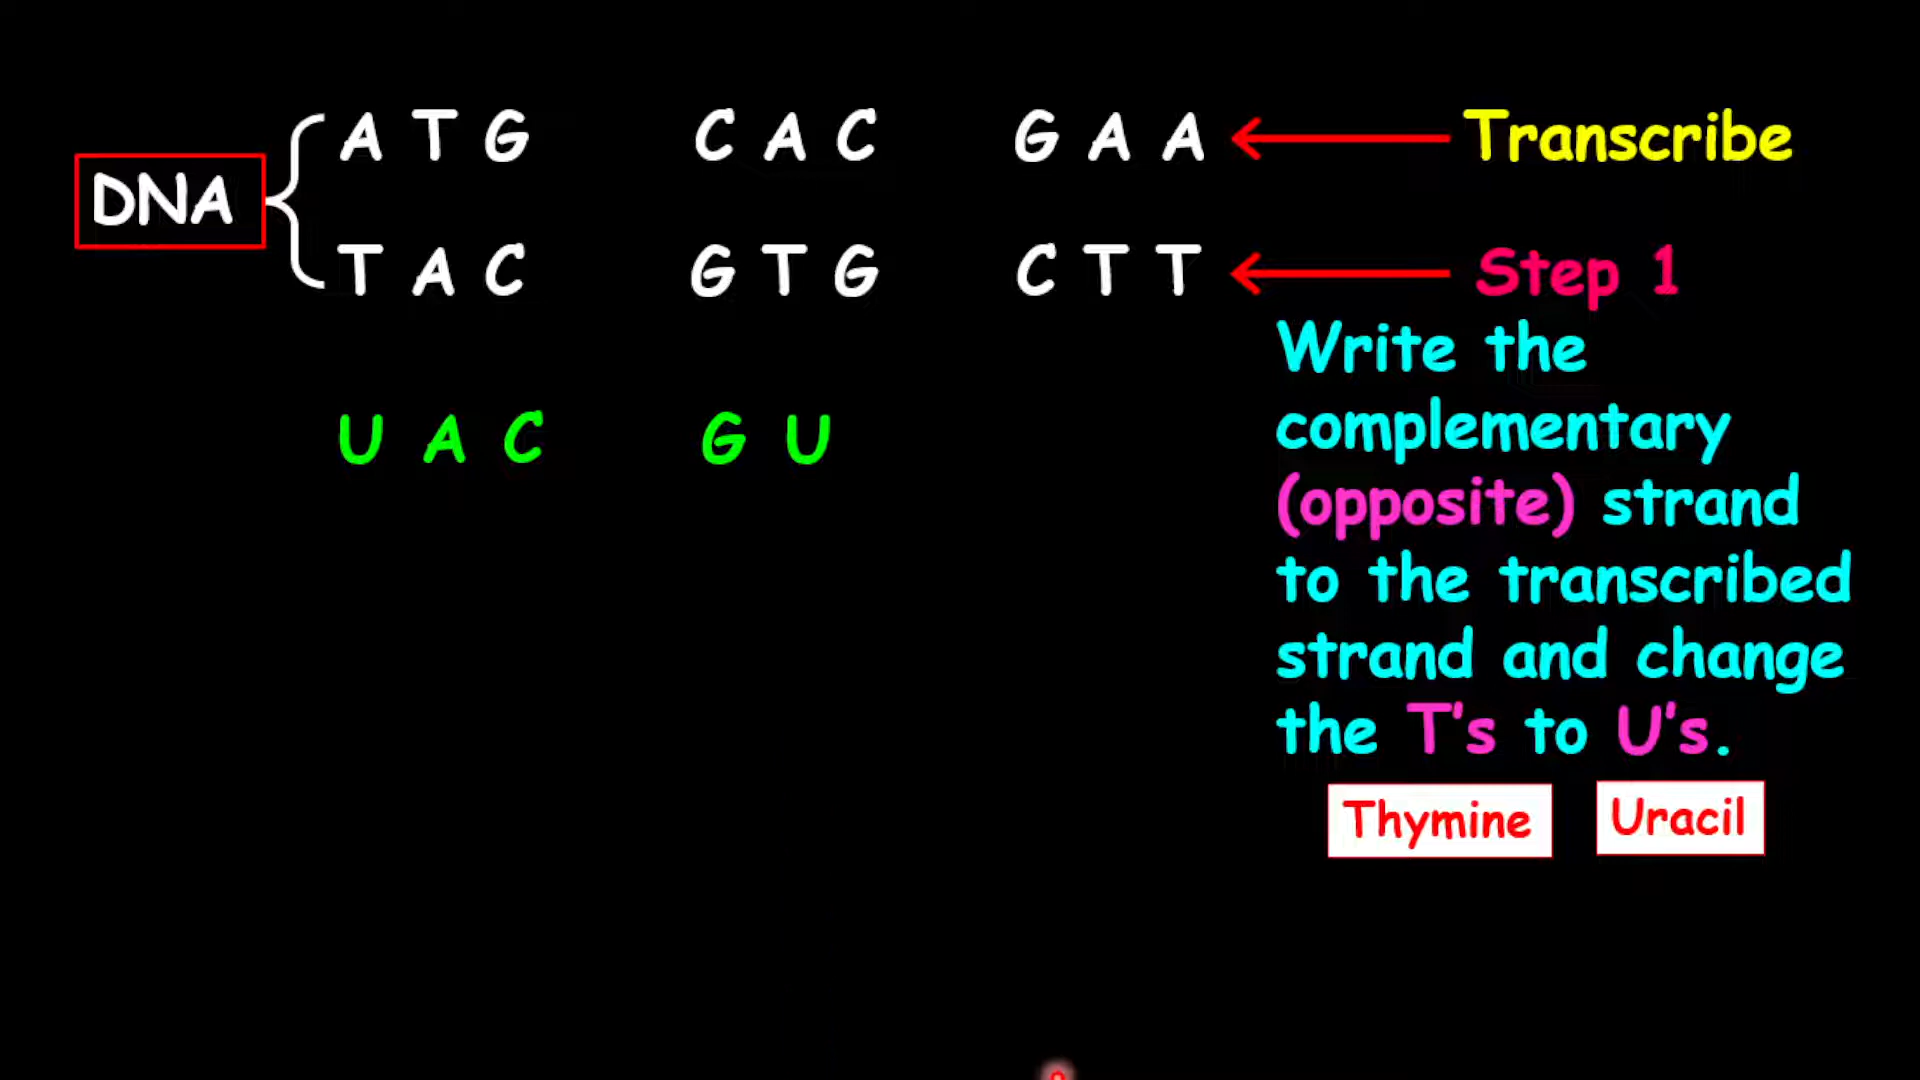 A T G C A C G A A Transcribe
DNA
T A C G T G C T T Step 1
Write the
complementary
U A C G U
(opposite) strand
to the transcribed
strand and change
the T's to U's.
Thymine Uracil